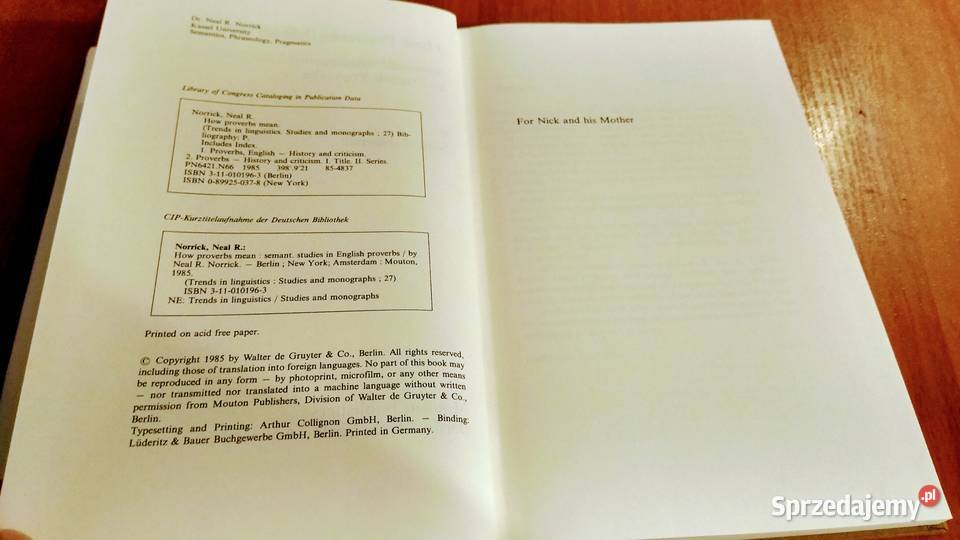 Dr. Neal R. Norrick
Kassel University
Semantics, Phraseology, Pragmatics
Library of Congress Cataloging in Publication Data
Norrick, Neal R.
How proverbs mean.
(Trends in linguistics. Studies and monographs ; 27) Bib-
liography: P.
Includes Index.
1. Proverbs, English — History and criticism.
2. Proverbs — History and criticism. I. Title. II. Series.
PN6421.N66 1985 398'.9'21 85-4837
ISBN 3-11-010196-3 (Berlin)
ISBN 0-89925-037-8 (New York)
CIP-Kurztitelaufnahme der Deutschen Bibliothek
Norrick, Neal R.:
How proverbs mean : semant. studies in English proverbs / by
Neal R. Norrick. — Berlin ; New York; Amsterdam : Mouton,
1985.
(Trends in linguistics : Studies and monographs ; 27)
ISBN 3-11-010196-3
NE: Trends in linguistics / Studies and monographs
Printed on acid free paper.
© Copyright 1985 by Walter de Gruyter & Co., Berlin. All rights reserved,
including those of translation into foreign languages. No part of this book may
be reproduced in any form — by photoprint, microfilm, or any other means
— nor transmitted nor translated into a machine language without written
permission from Mouton Publishers, Division of Walter de Gruyter & Co.,
Berlin.
Typesetting and Printing: Arthur Collignon GmbH, Berlin. — Binding:
Lüderitz & Bauer Buchgewerbe GmbH, Berlin. Printed in Germany.
For Nick and his Mother
Sprzedajemy.pl